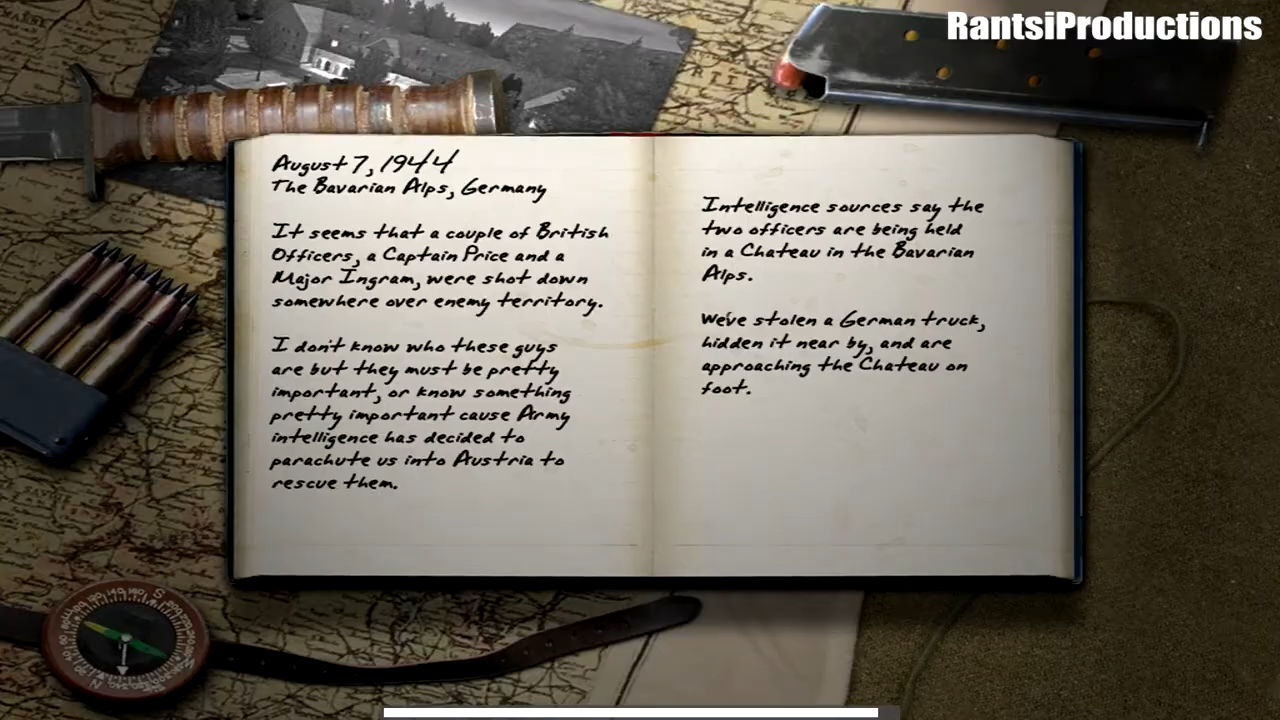 RantsiProductions
August 7, 1944
The Bavarian Alps, Germany
It seems that a couple of British
Officers, a Captain Price and a
Major Ingram, were shot down
somewhere over enemy territory.
I don't know who these guys
are but they must be pretty
important, or know something
pretty important cause Army
intelligence has decided to
parachute us into Austria to
rescue them.
Intelligence sources say the
two officers are being held
in a Chateau in the Bavarian
Alps.
We've stolen a German truck,
hidden it near by, and are
approaching the Chateau on
foot.